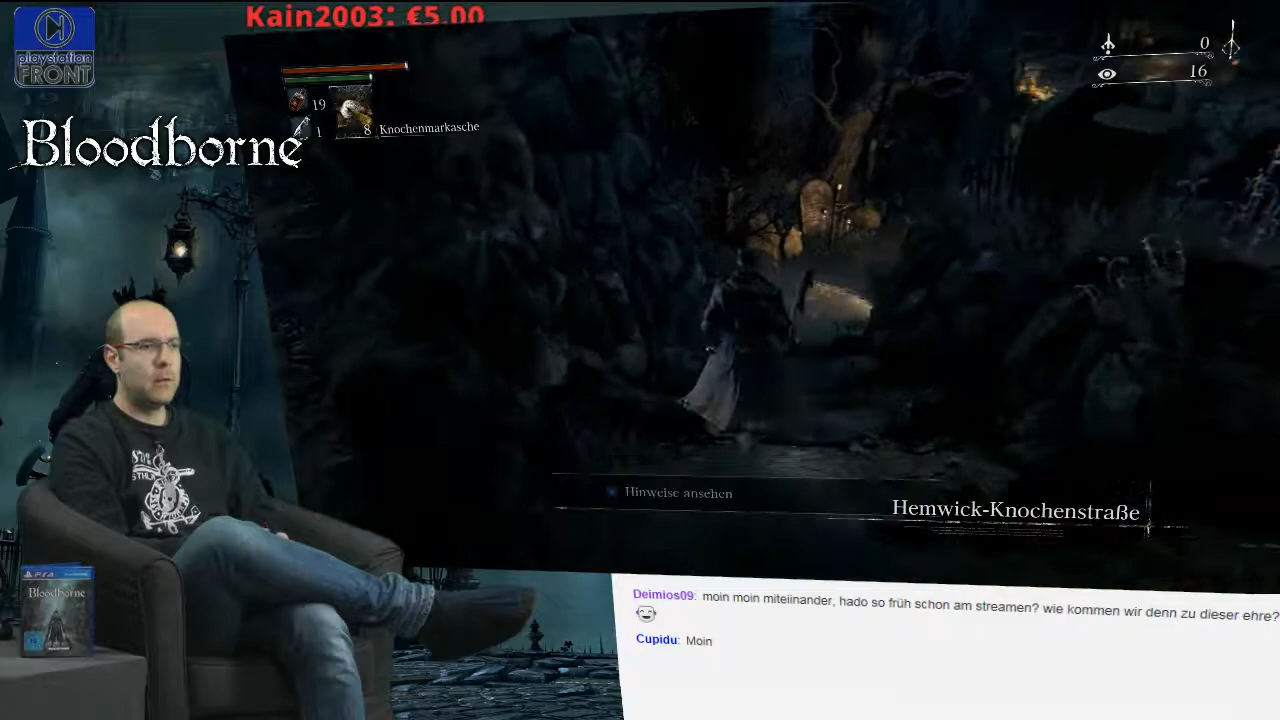 Kain2003: €5.00
playstation
FRONT
Bloodborne
0
16
19
1
8
Knochenmarkasche
Hinweise ansehen
Hemwick-Knochenstraße
PS4
Bloodborne
Deimios09: moin moin miteiinander, hado so früh schon am streamen? wie kommen wir denn zu dieser ehre?
Cupidu: Moin